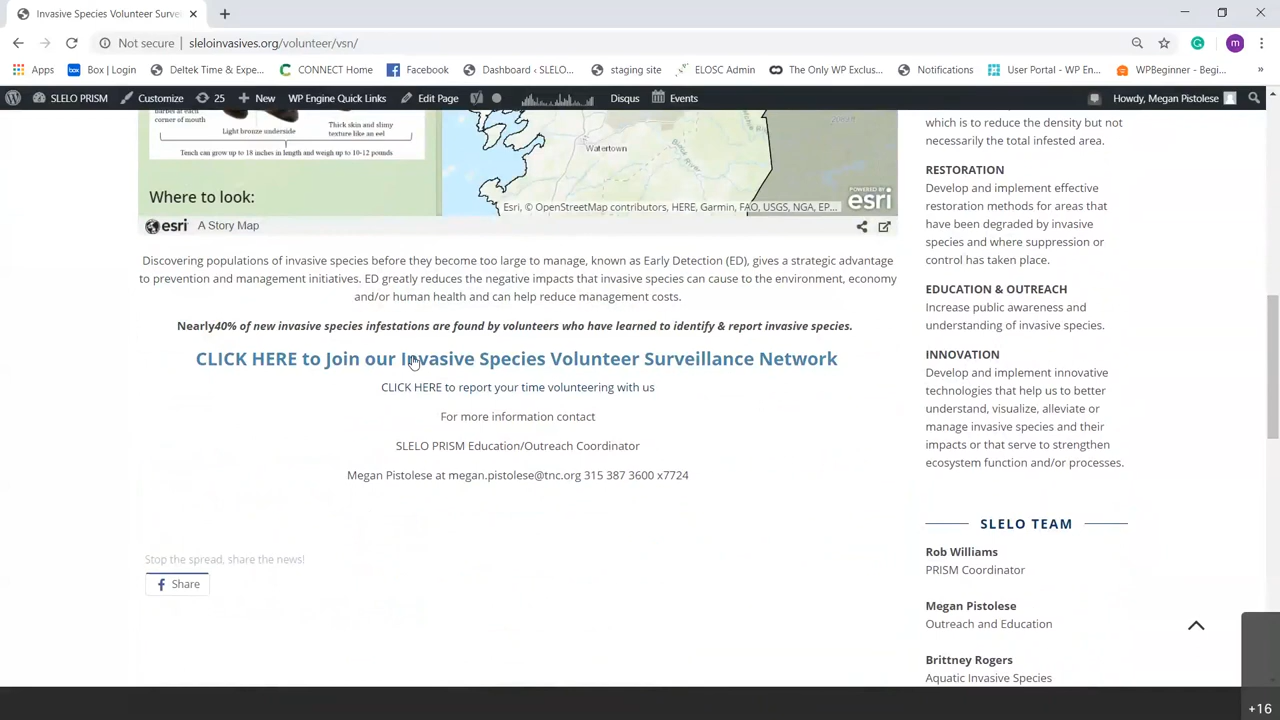 Invasive Species Volunteer Surve
Not secure
sleloinvasives.org/volunteer/vsn/
m
Apps
box
Box | Login
Deltek Time & Expe...
CONNECT Home
Facebook
Dashboard ‹ SLELO...
staging site
ELOSC Admin
The Only WP Exclus...
Notifications
User Portal - WP En...
WPBeginner - Begi...
»
SLELO PRISM
Customize
25
New
WP Engine Quick Links
Edit Page
Disqus
Events
Howdy, Megan Pistolese
of mouth
Light bronze underside
Thick skin and slimy
texture like an eel
Tench can grow up to 18 inches in length and weigh up to 10-12 pounds
Where to look:
Watertown
POWERED BY
esri
Esri, © OpenStreetMap contributors, HERE, Garmin, FAO, USGS, NGA, EP...
esri
A Story Map
Discovering populations of invasive species before they become too large to manage, known as Early Detection (ED), gives a strategic advantage
to prevention and management initiatives. ED greatly reduces the negative impacts that invasive species can cause to the environment, economy
and/or human health and can help reduce management costs.
Nearly40% of new invasive species infestations are found by volunteers who have learned to identify & report invasive species.
CLICK HERE to Join our Invasive Species Volunteer Surveillance Network
CLICK HERE to report your time volunteering with us
For more information contact
SLELO PRISM Education/Outreach Coordinator
Megan Pistolese at megan.pistolese@tnc.org 315 387 3600 x7724
Stop the spread, share the news!
Share
which is to reduce the density but not
necessarily the total infested area.
RESTORATION
Develop and implement effective
restoration methods for areas that
have been degraded by invasive
species and where suppression or
control has taken place.
EDUCATION & OUTREACH
Increase public awareness and
understanding of invasive species.
INNOVATION
Develop and implement innovative
technologies that help us to better
understand, visualize, alleviate or
manage invasive species and their
impacts or that serve to strengthen
ecosystem function and/or processes.
SLELO TEAM
Rob Williams
PRISM Coordinator
Megan Pistolese
Outreach and Education
Brittney Rogers
Aquatic Invasive Species
+16